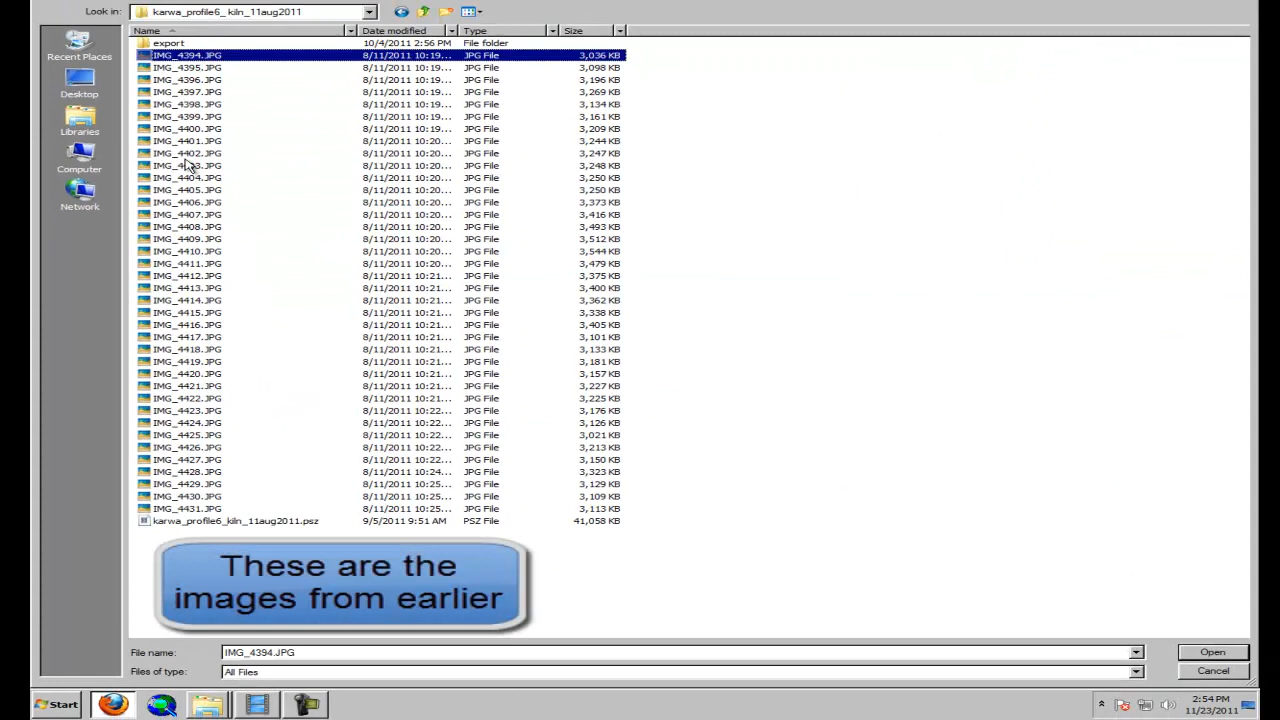 Look in: karwa_profile6_ kiln_11aug2011
Name Date modified Type Size
export 10/4/2011 2:56 PM File folder
Recent Places
Desktop
Libraries
Computer
Network
IMG_4394.JPG 8/11/2011 10:19... JPG File 3,036 KB
IMG_4395.JPG 8/11/2011 10:19... JPG File 3,098 KB
IMG_4396.JPG 8/11/2011 10:19... JPG File 3,196 KB
IMG_4397.JPG 8/11/2011 10:19... JPG File 3,269 KB
IMG_4398.JPG 8/11/2011 10:19... JPG File 3,134 KB
IMG_4399.JPG 8/11/2011 10:19... JPG File 3,161 KB
IMG_4400.JPG 8/11/2011 10:19... JPG File 3,209 KB
IMG_4401.JPG 8/11/2011 10:20... JPG File 3,244 KB
IMG_4402.JPG 8/11/2011 10:20... JPG File 3,247 KB
IMG_4403.JPG 8/11/2011 10:20... JPG File 3,248 KB
IMG_4404.JPG 8/11/2011 10:20... JPG File 3,250 KB
IMG_4405.JPG 8/11/2011 10:20... JPG File 3,250 KB
IMG_4406.JPG 8/11/2011 10:20... JPG File 3,373 KB
IMG_4407.JPG 8/11/2011 10:20... JPG File 3,416 KB
IMG_4408.JPG 8/11/2011 10:20... JPG File 3,493 KB
IMG_4409.JPG 8/11/2011 10:20... JPG File 3,512 KB
IMG_4410.JPG 8/11/2011 10:20... JPG File 3,544 KB
IMG_4411.JPG 8/11/2011 10:20... JPG File 3,479 KB
IMG_4412.JPG 8/11/2011 10:21... JPG File 3,375 KB
IMG_4413.JPG 8/11/2011 10:21... JPG File 3,400 KB
IMG_4414.JPG 8/11/2011 10:21... JPG File 3,362 KB
IMG_4415.JPG 8/11/2011 10:21... JPG File 3,338 KB
IMG_4416.JPG 8/11/2011 10:21... JPG File 3,405 KB
IMG_4417.JPG 8/11/2011 10:21... JPG File 3,101 KB
IMG_4418.JPG 8/11/2011 10:21... JPG File 3,133 KB
IMG_4419.JPG 8/11/2011 10:21... JPG File 3,181 KB
IMG_4420.JPG 8/11/2011 10:21... JPG File 3,157 KB
IMG_4421.JPG 8/11/2011 10:21... JPG File 3,227 KB
IMG_4422.JPG 8/11/2011 10:21... JPG File 3,225 KB
IMG_4423.JPG 8/11/2011 10:22... JPG File 3,176 KB
IMG_4424.JPG 8/11/2011 10:22... JPG File 3,126 KB
IMG_4425.JPG 8/11/2011 10:22... JPG File 3,021 KB
IMG_4426.JPG 8/11/2011 10:22... JPG File 3,213 KB
IMG_4427.JPG 8/11/2011 10:22... JPG File 3,150 KB
IMG_4428.JPG 8/11/2011 10:24... JPG File 3,323 KB
IMG_4429.JPG 8/11/2011 10:25... JPG File 3,129 KB
IMG_4430.JPG 8/11/2011 10:25... JPG File 3,109 KB
IMG_4431.JPG 8/11/2011 10:25... JPG File 3,113 KB
karwa_profile6_kiln_11aug2011.psz 9/5/2011 9:51 AM PSZ File 41,058 KB
These are the
images from earlier
File name: IMG_4394.JPG Open
Files of type: All Files Cancel
Start 2:54 PM
11/23/2011